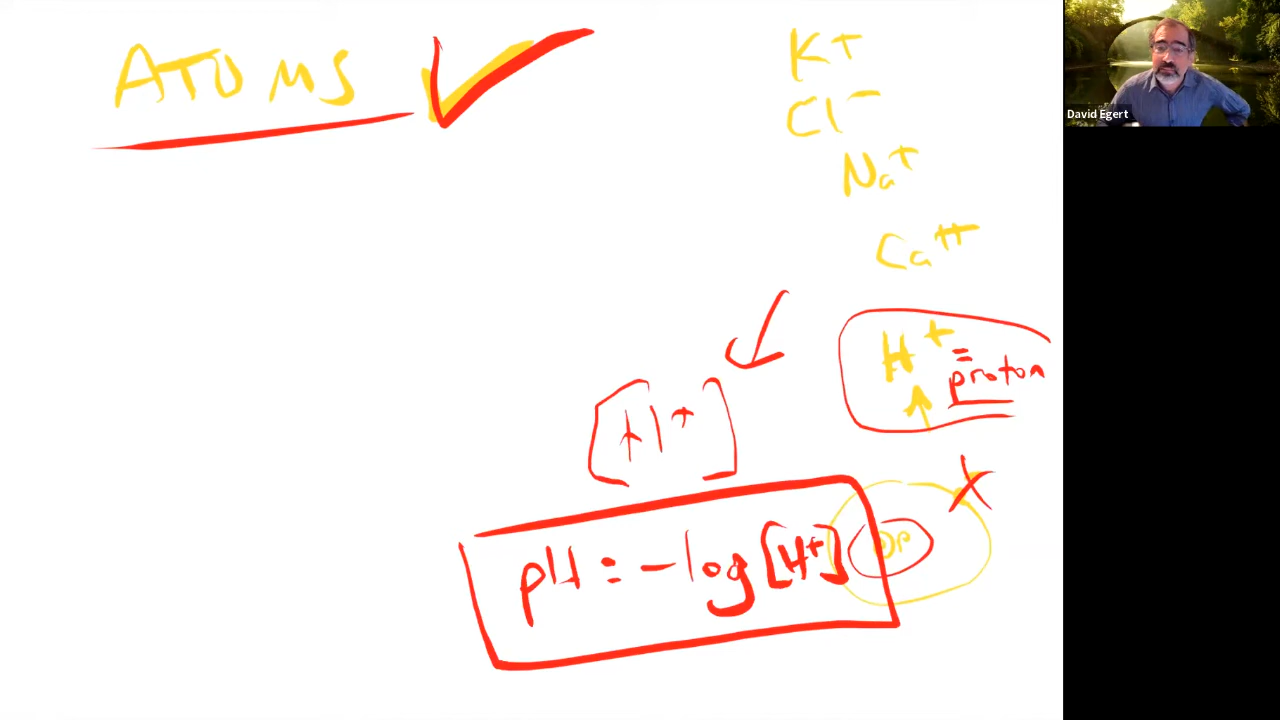 ATOMS
K+
Cl-
Na+
Ca++
H+ = proton
[H+]
pH = -log [H+]
P
David Egert